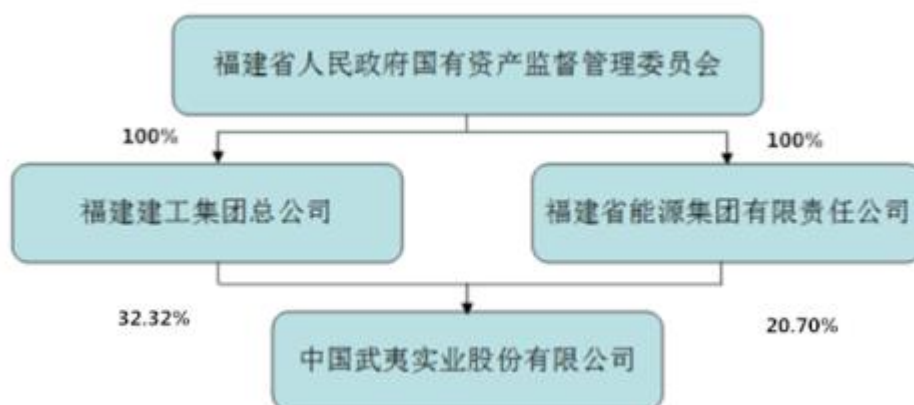 福建省人民政府国有资产监督管理委员会
100%
100%
福建建工集团总公司
福建省能源集团有限责任公司
32.32%
20.70%
中国武夷实业股份有限公司